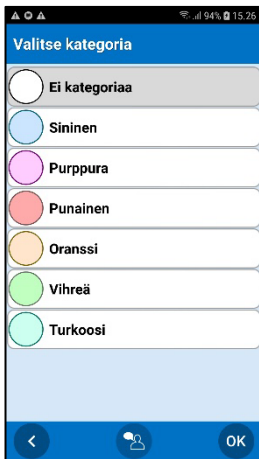 94% 15.26
Valitse kategoria
Ei kategoriaa
Sininen
Purppura
Punainen
Oranssi
Vihreä
Turkoosi
OK